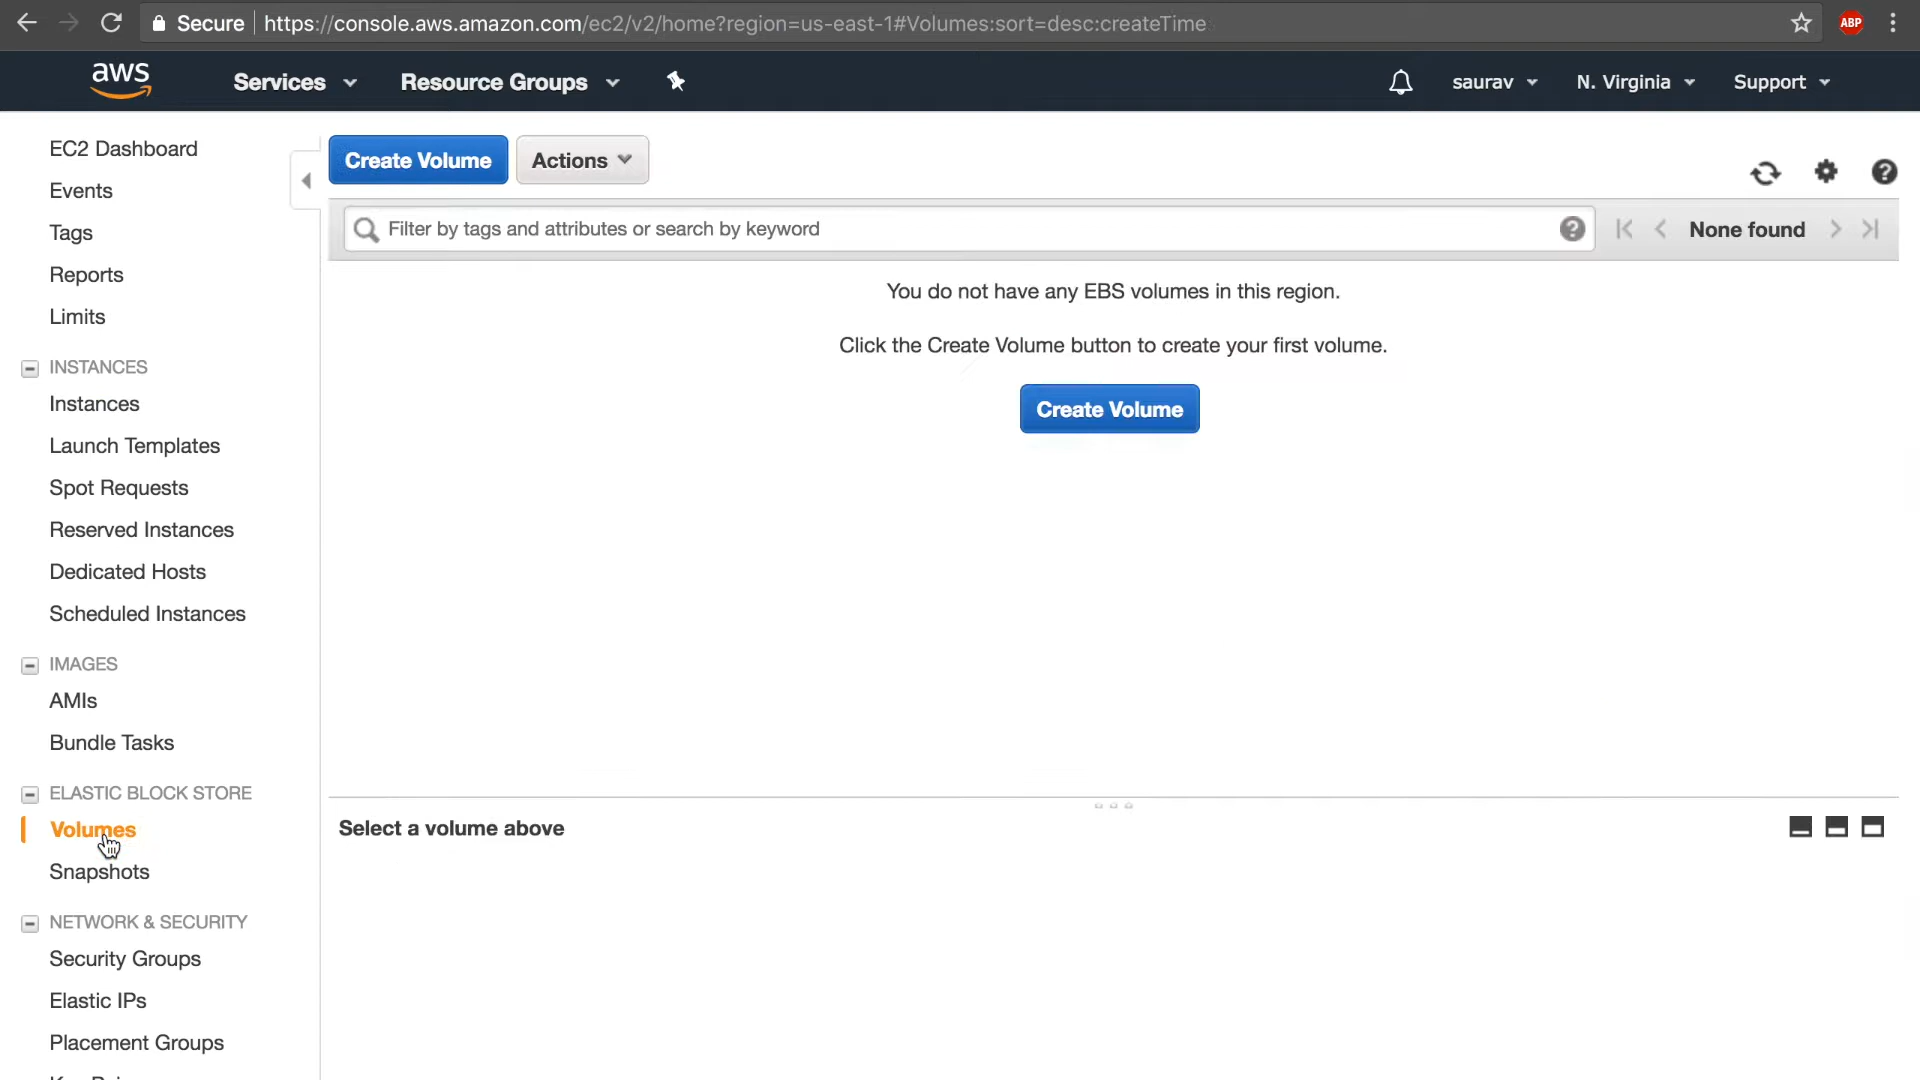 Secure https://console.aws.amazon.com/ec2/v2/home?region=us-east-1#Volumes:sort=desc:createTime ABP
aws Services Resource Groups saurav N. Virginia Support
EC2 Dashboard
Events
Tags
Reports
Limits
INSTANCES
Instances
Launch Templates
Spot Requests
Reserved Instances
Dedicated Hosts
Scheduled Instances
IMAGES
AMIs
Bundle Tasks
ELASTIC BLOCK STORE
Volumes
Snapshots
NETWORK & SECURITY
Security Groups
Elastic IPs
Placement Groups
Create Volume Actions
Filter by tags and attributes or search by keyword None found
You do not have any EBS volumes in this region.
Click the Create Volume button to create your first volume.
Create Volume
Select a volume above